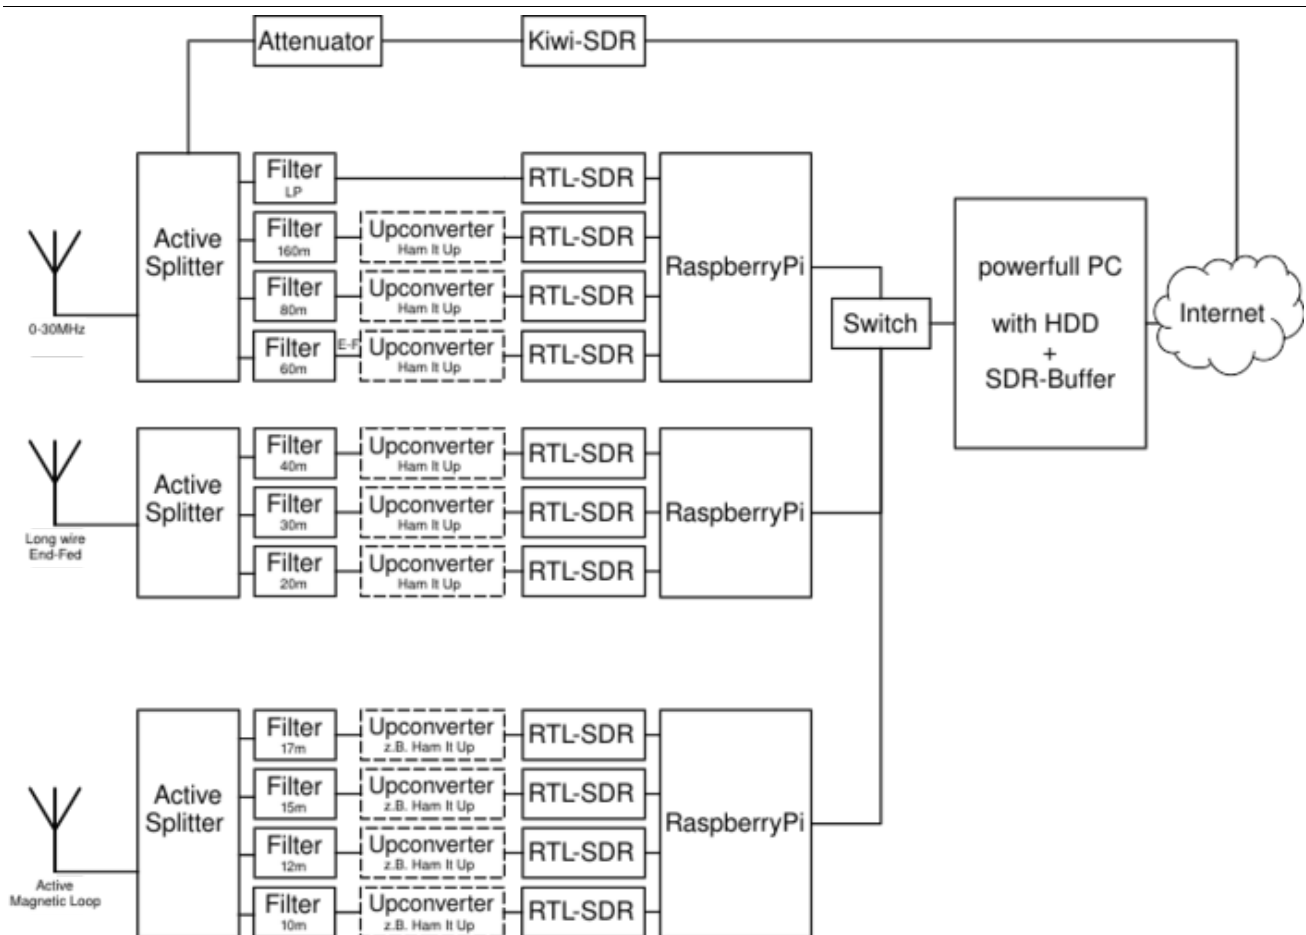 Attenuator
Kiwi-SDR
Active
Splitter
0-30MHz
Filter
LP
RTL-SDR
Filter
160m
Upconverter
Ham It Up
RTL-SDR
Filter
80m
Upconverter
Ham It Up
RTL-SDR
Filter
60m
E-F
Upconverter
Ham It Up
RTL-SDR
RaspberryPi
Switch
powerfull PC
with HDD
+
SDR-Buffer
Internet
Long wire
End-Fed
Active
Splitter
Filter
40m
Upconverter
Ham It Up
RTL-SDR
Filter
30m
Upconverter
Ham It Up
RTL-SDR
Filter
20m
Upconverter
Ham It Up
RTL-SDR
RaspberryPi
Active
Magnetic Loop
Active
Splitter
Filter
17m
Upconverter
z.B. Ham It Up
RTL-SDR
Filter
15m
Upconverter
z.B. Ham It Up
RTL-SDR
Filter
12m
Upconverter
z.B. Ham It Up
RTL-SDR
Filter
10m
Upconverter
z.B. Ham It Up
RTL-SDR
RaspberryPi